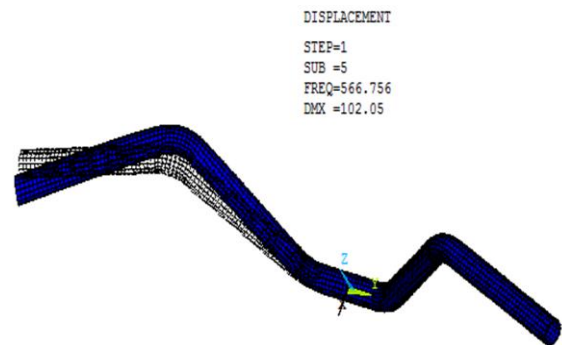 DISPLACEMENT
STEP=1
SUB =5
FREQ=566.756
DMX =102.05
Z
Y
X